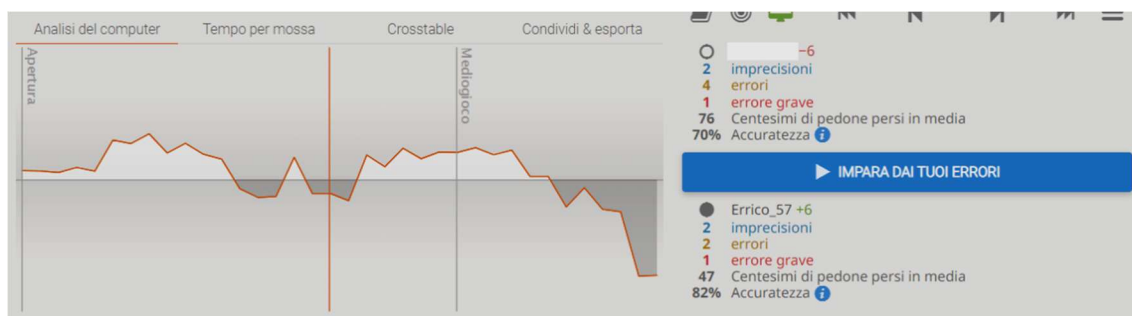 Analisi del computer
Tempo per mossa
Crosstable
Condividi & esporta
Apertura
Mediogioco
−6
2 imprecisioni
4 errori
1 errore grave
76 Centesimi di pedone persi in media
70% Accuratezza
IMPARA DAI TUOI ERRORI
Errico_57 +6
2 imprecisioni
2 errori
1 errore grave
47 Centesimi di pedone persi in media
82% Accuratezza